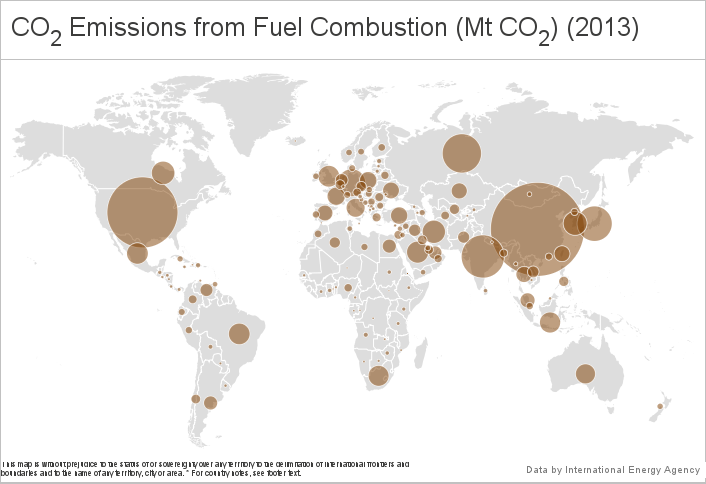 CO2 Emissions from Fuel Combustion (Mt CO2) (2013)
This map is without prejudice to the status of or sovereignty over any territory to the delimitation of international frontiers and
boundaries and to the name of any territory, city or area. * For country notes, see footer text.
Data by International Energy Agency